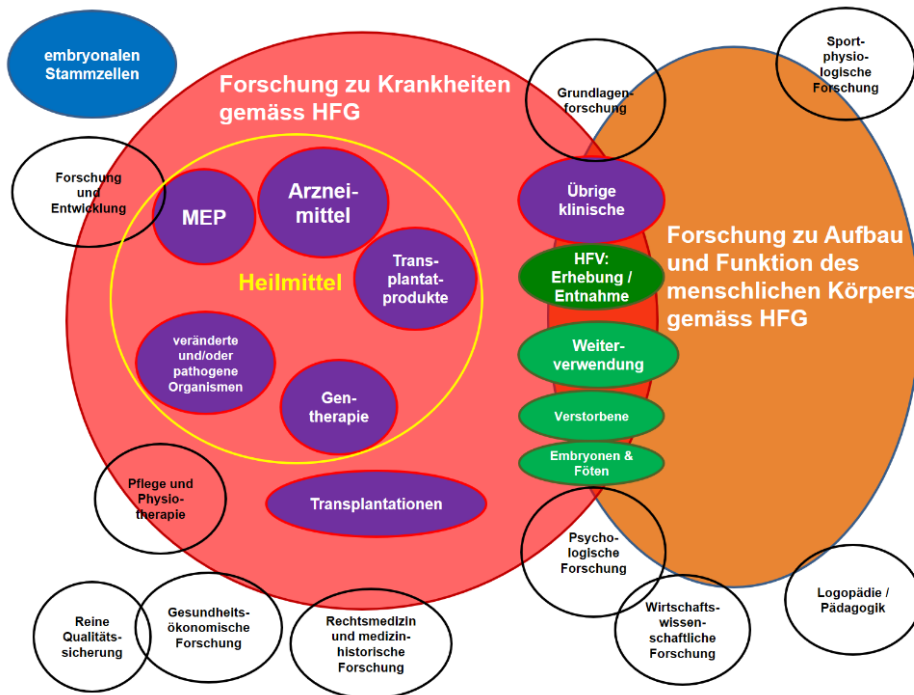 embryonalen
Stammzellen
Forschung zu Krankheiten
gemäss HFG
Grundlagen-
forschung
Sport-
physio-
logische
Forschung
Forschung
und
Entwicklung
MEP
Arznei-
mittel
Übrige
klinische
Heilmittel
Trans-
plantat-
produkte
HFV:
Erhebung /
Entnahme
Forschung zu Aufbau
und Funktion des
menschlichen Körpers
gemäss HFG
veränderte
und/oder
pathogene
Organismen
Gen-
therapie
Weiter-
verwendung
Verstorbene
Embryonen &
Föten
Pflege und
Physio-
therapie
Transplantationen
Psycho-
logische
Forschung
Reine
Qualitäts-
sicherung
Gesundheits-
ökonomische
Forschung
Rechtsmedizin
und medizin-
historische
Forschung
Wirtschafts-
wissen-
schaftliche
Forschung
Logopädie /
Pädagogik